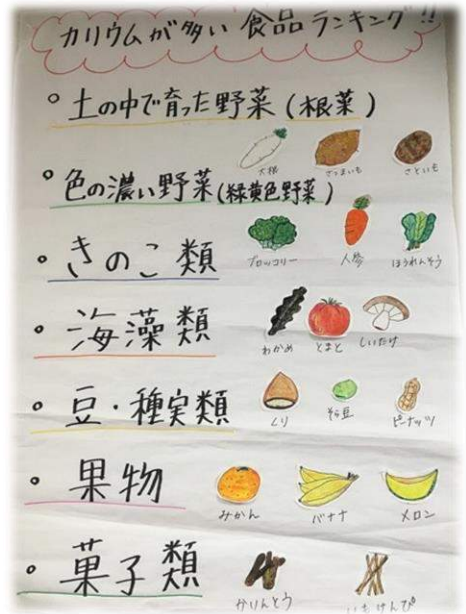 カリウムが多い食品ランキング!!
○ 土の中で育った野菜(根菜)
大根 さつまいも さといも
○ 色の濃い野菜(緑黄色野菜)
ブロッコリー 人参 ほうれんそう
○ きのこ類
○ 海藻類
わかめ とまと しいたけ
○ 豆・種実類
くり そら豆 ピーナッツ
○ 果物
みかん バナナ メロン
○ 菓子類
かりんとう いもけんぴ